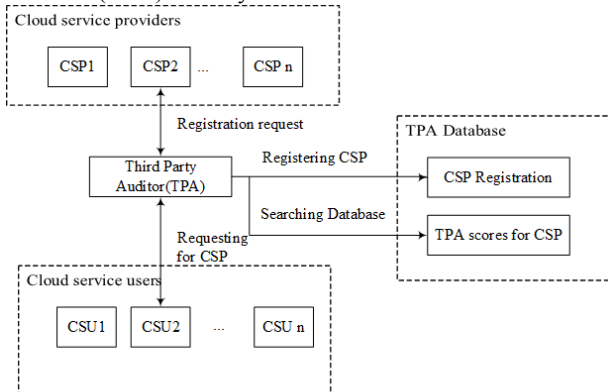 Cloud service providers
CSP1
CSP2
...
CSP n
Registration request
TPA Database
Third Party
Auditor(TPA)
Registering CSP
CSP Registration
Searching Database
TPA scores for CSP
Requesting
for CSP
Cloud service users
CSU1
CSU2
...
CSU n